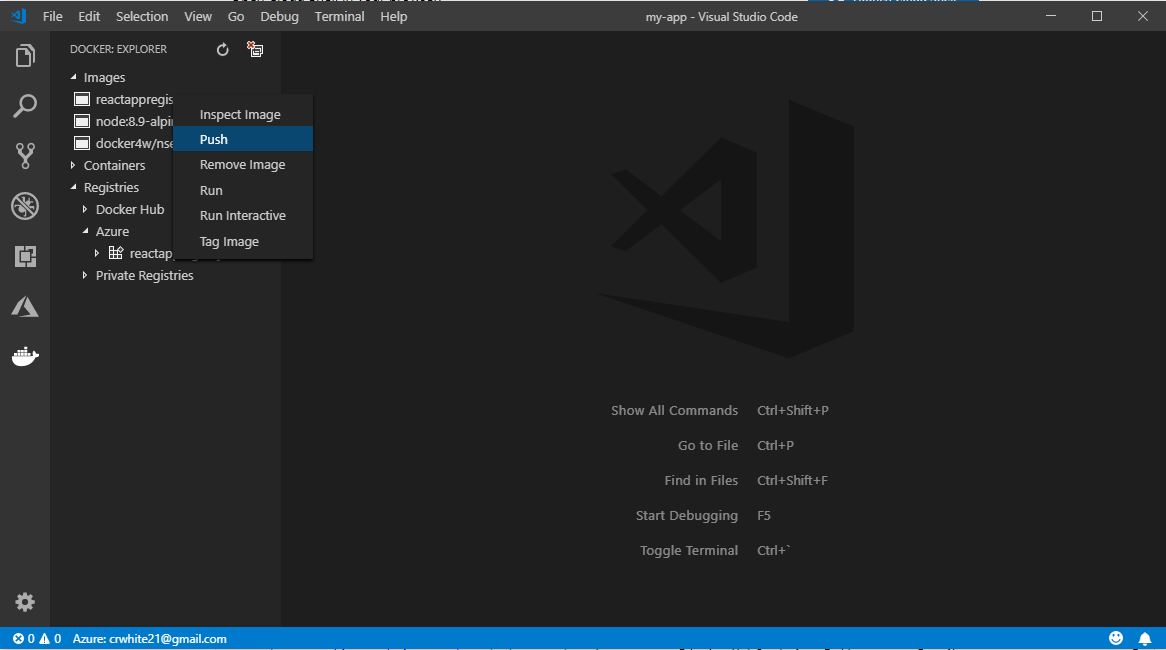 File Edit Selection View Go Debug Terminal Help my-app - Visual Studio Code
DOCKER: EXPLORER
Images
reactappregis
node:8.9-alpin
docker4w/nse
Containers
Registries
Docker Hub
Azure
reactap
Private Registries
Inspect Image
Push
Remove Image
Run
Run Interactive
Tag Image
Show All Commands Ctrl+Shift+P
Go to File Ctrl+P
Find in Files Ctrl+Shift+F
Start Debugging F5
Toggle Terminal Ctrl+`
0 0 Azure: crwhite21@gmail.com